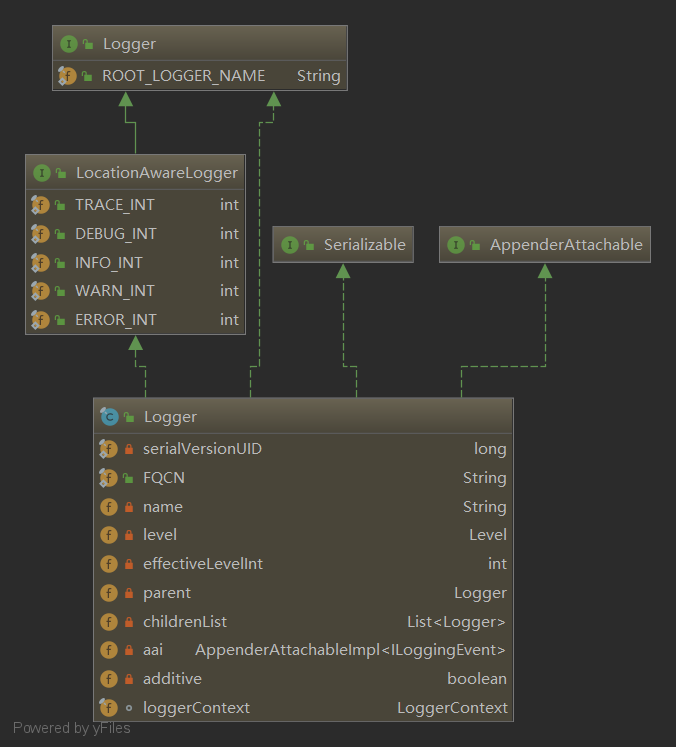 Logger
ROOT_LOGGER_NAME String
LocationAwareLogger
TRACE_INT int
DEBUG_INT int
INFO_INT int
WARN_INT int
ERROR_INT int
Serializable
AppenderAttachable
Logger
serialVersionUID long
FQCN String
name String
level Level
effectiveLevelInt int
parent Logger
childrenList List<Logger>
aai AppenderAttachableImpl<ILoggingEvent>
additive boolean
loggerContext LoggerContext
Powered by yFiles